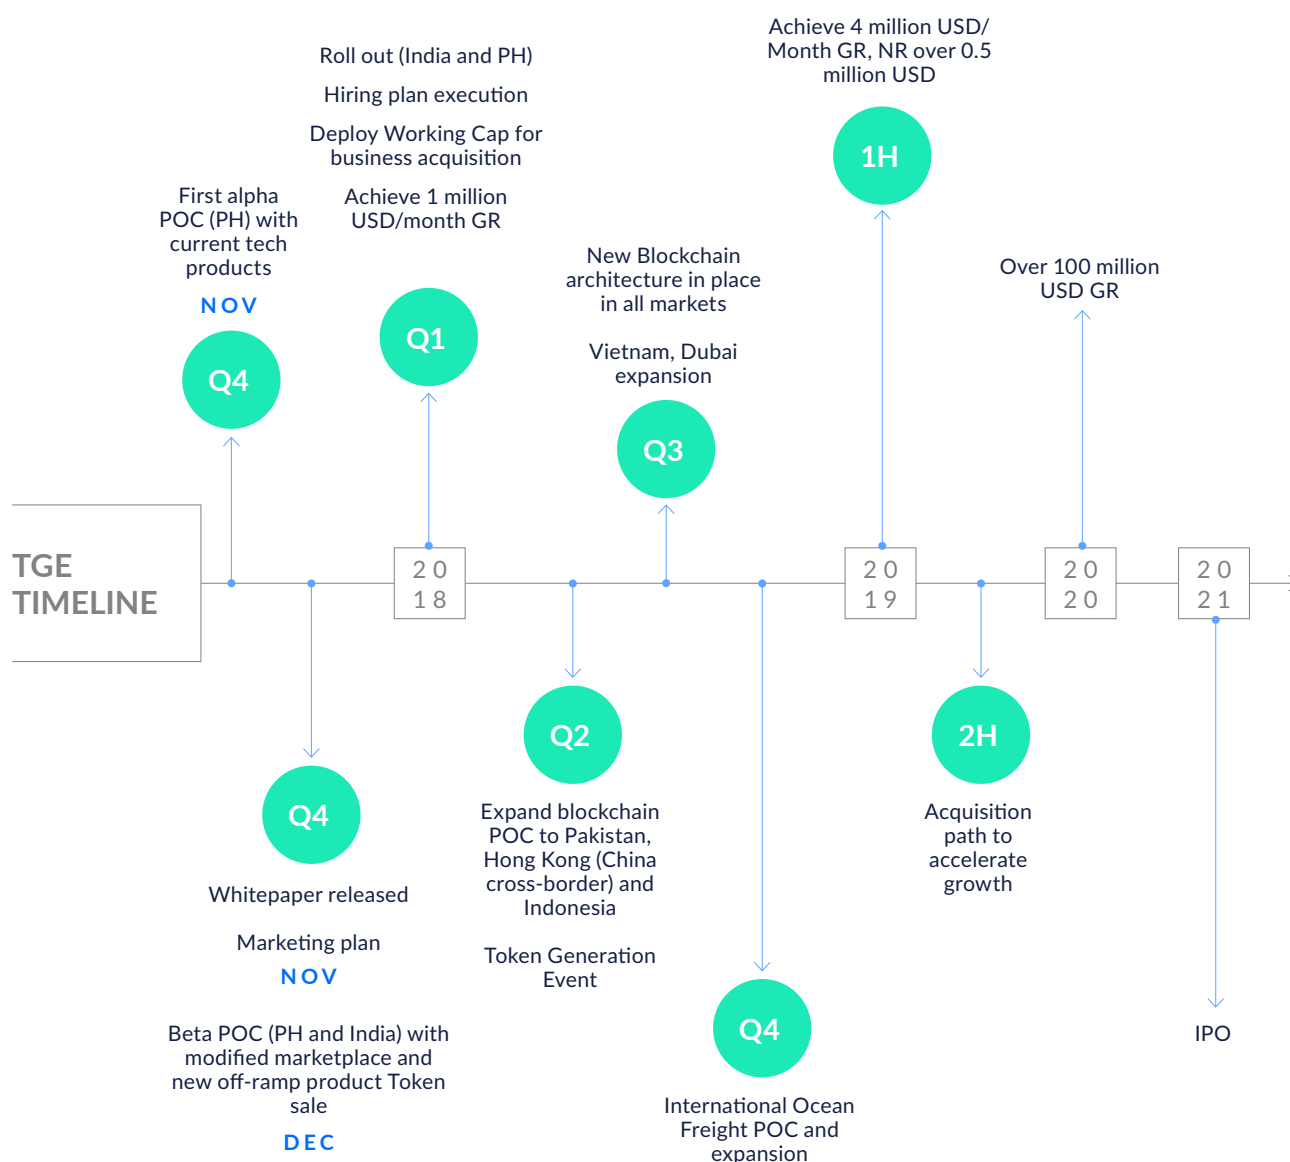 TGE
TIMELINE
First alpha
POC (PH) with
current tech
products
NOV
Q4
Q4
Whitepaper released
Marketing plan
NOV
Beta POC (PH and India) with
modified marketplace and
new off-ramp product Token
sale
DEC
Roll out (India and PH)
Hiring plan execution
Deploy Working Cap for
business acquisition
Achieve 1 million
USD/month GR
Q1
20
18
Q2
Expand blockchain
POC to Pakistan,
Hong Kong (China
cross-border) and
Indonesia
Token Generation
Event
New Blockchain
architecture in place
in all markets
Vietnam, Dubai
expansion
Q3
Q4
International Ocean
Freight POC and
expansion
Achieve 4 million USD/
Month GR, NR over 0.5
million USD
1H
20
19
2H
Acquisition
path to
accelerate
growth
Over 100 million
USD GR
20
20
20
21
IPO